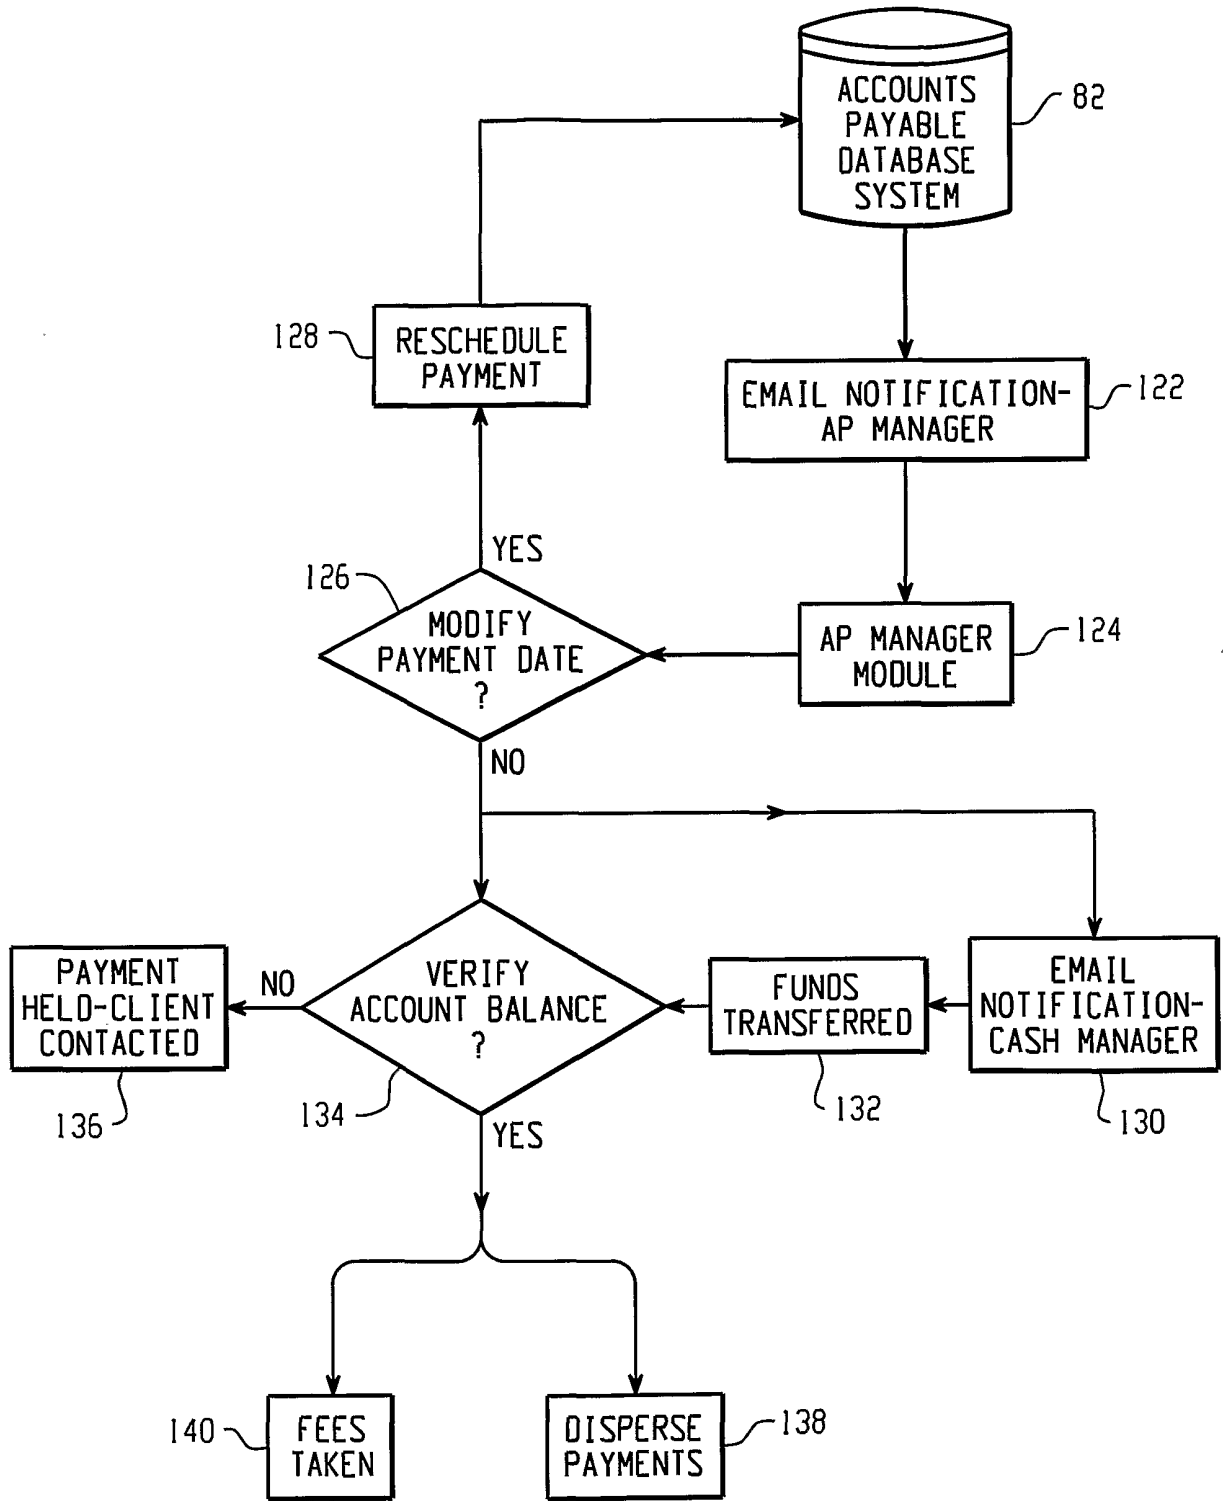 ACCOUNTS
PAYABLE
DATABASE
SYSTEM
82
128
RESCHEDULE
PAYMENT
EMAIL NOTIFICATION-
AP MANAGER
122
YES
126
MODIFY
PAYMENT DATE
?
AP MANAGER
MODULE
124
NO
PAYMENT
HELD-CLIENT
CONTACTED
136
NO
VERIFY
ACCOUNT BALANCE
?
134
FUNDS
TRANSFERRED
132
EMAIL
NOTIFICATION-
CASH MANAGER
130
YES
140
FEES
TAKEN
DISPERSE
PAYMENTS
138